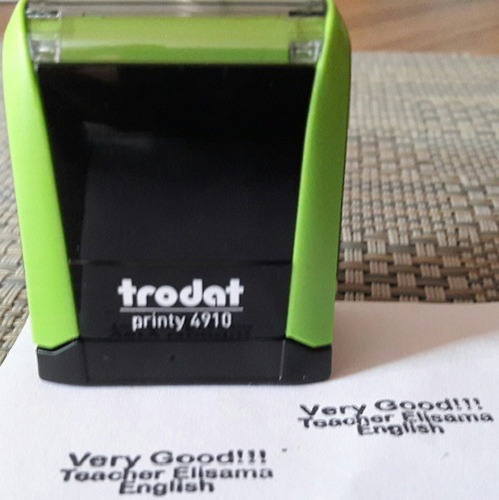 trodat
printy 4910
Very Good!!!
Teacher Elisama
English
Very Good!!!
Teacher Elisama
English